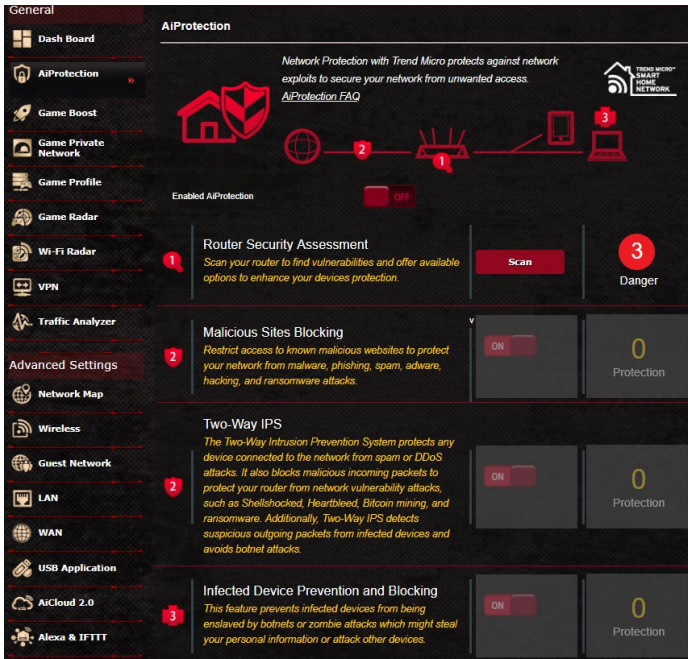 General
Dash Board
AiProtection
Game Boost
Game Private
Network
Game Profile
Game Radar
Wi-Fi Radar
VPN
Traffic Analyzer
Advanced Settings
Network Map
Wireless
Guest Network
LAN
WAN
USB Application
AiCloud 2.0
Alexa & IFTTT
AiProtection
Network Protection with Trend Micro protects against network
exploits to secure your network from unwanted access.
AiProtection FAQ
TREND MICRO™
SMART
HOME
NETWORK
2
1
3
Enabled AiProtection
OFF
1
Router Security Assessment
Scan your router to find vulnerabilities and offer available
options to enhance your devices protection.
Scan
3
Danger
2
Malicious Sites Blocking
Restrict access to known malicious websites to protect
your network from malware, phishing, spam, adware,
hacking, and ransomware attacks.
v
ON
0
Protection
2
Two-Way IPS
The Two-Way Intrusion Prevention System protects any
device connected to the network from spam or DDoS
attacks. It also blocks malicious incoming packets to
protect your router from network vulnerability attacks,
such as Shellshocked, Heartbleed, Bitcoin mining, and
ransomware. Additionally, Two-Way IPS detects
suspicious outgoing packets from infected devices and
avoids botnet attacks.
ON
0
Protection
3
Infected Device Prevention and Blocking
This feature prevents infected devices from being
enslaved by botnets or zombie attacks which might steal
your personal information or attack other devices.
ON
0
Protection